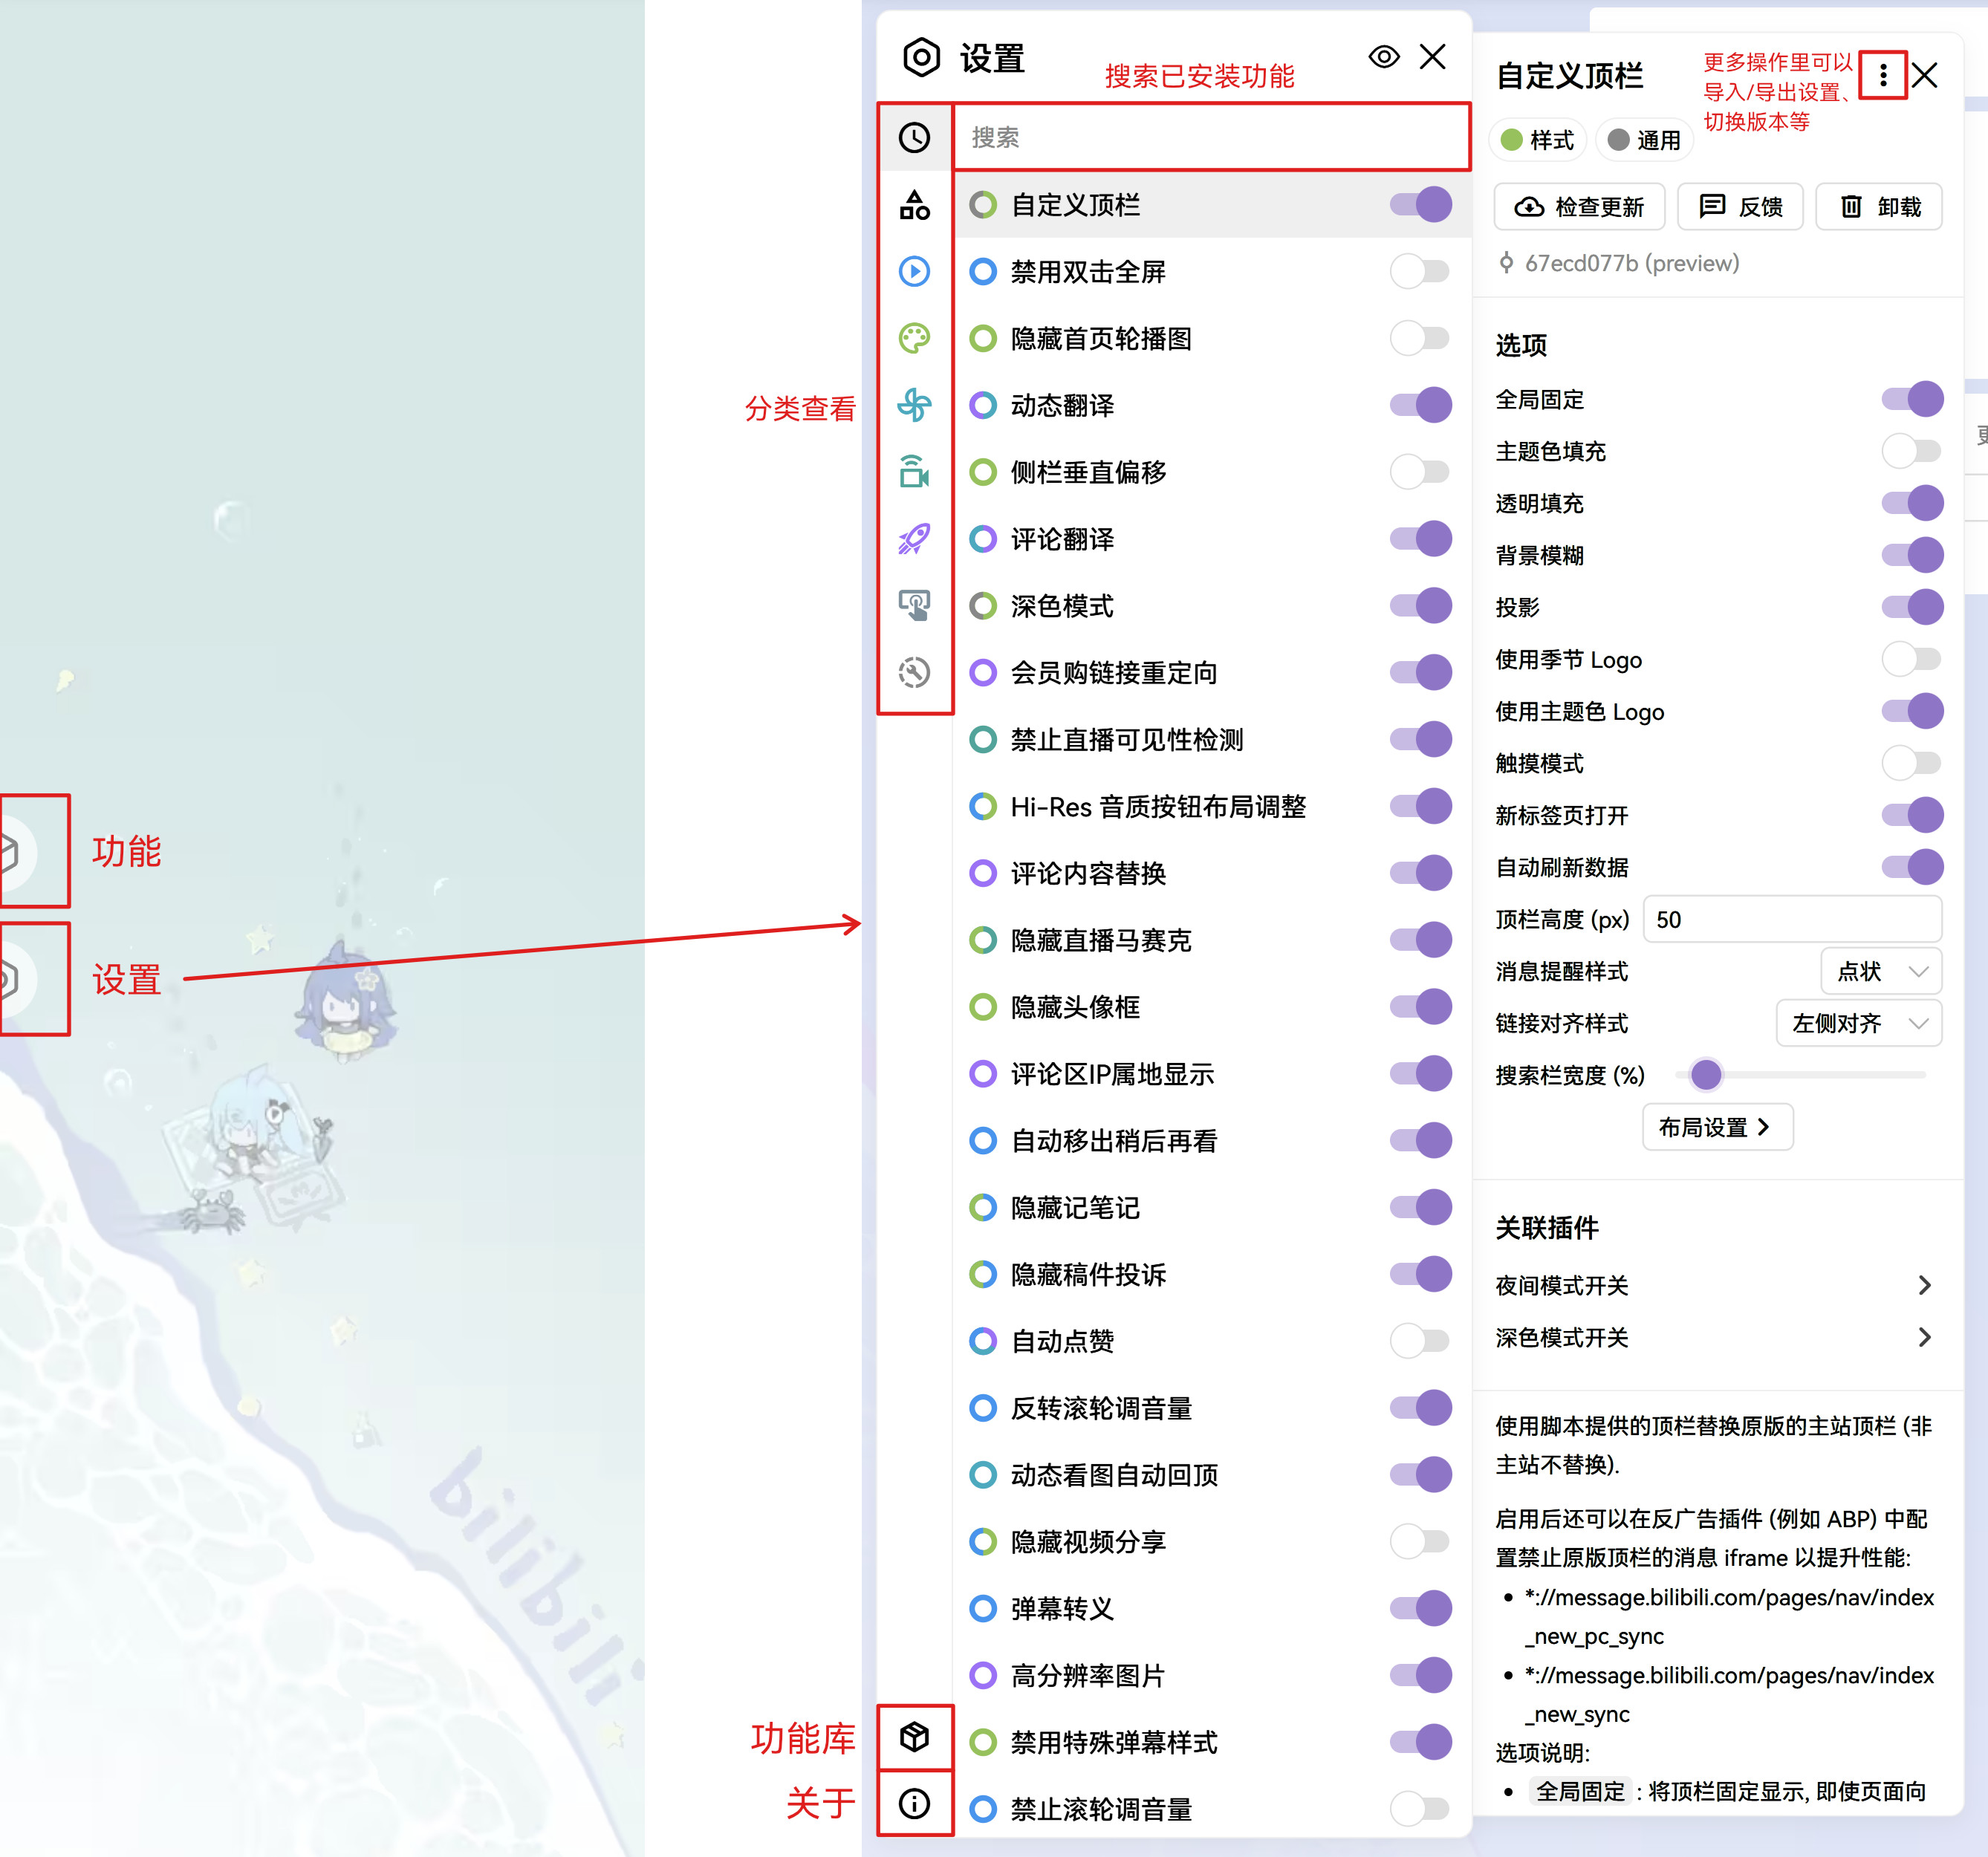 功能
设置
bilibili
设置
搜索已安装功能
分类查看
搜索
自定义顶栏
禁用双击全屏
隐藏首页轮播图
动态翻译
侧栏垂直偏移
评论翻译
深色模式
会员购链接重定向
禁止直播可见性检测
Hi-Res 音质按钮布局调整
评论内容替换
隐藏直播马赛克
隐藏头像框
评论区IP属地显示
自动移出稍后再看
隐藏记笔记
隐藏稿件投诉
自动点赞
反转滚轮调音量
动态看图自动回顶
隐藏视频分享
弹幕转义
高分辨率图片
禁用特殊弹幕样式
禁止滚轮调音量
功能库
关于
自定义顶栏
更多操作里可以
导入/导出设置、
切换版本等
样式 通用
检查更新 反馈 卸载
67ecd077b (preview)
选项
全局固定
主题色填充
透明填充
背景模糊
投影
使用季节 Logo
使用主题色 Logo
触摸模式
新标签页打开
自动刷新数据
顶栏高度 (px) 50
消息提醒样式 点状
链接对齐样式 左侧对齐
搜索栏宽度 (%)
布局设置
关联插件
夜间模式开关
深色模式开关
使用脚本提供的顶栏替换原版的主站顶栏 (非
主站不替换).
启用后还可以在反广告插件 (例如 ABP) 中配
置禁止原版顶栏的消息 iframe 以提升性能:
• *://message.bilibili.com/pages/nav/index
_new_pc_sync
• *://message.bilibili.com/pages/nav/index
_new_sync
选项说明:
• 全局固定 : 将顶栏固定显示, 即使页面向